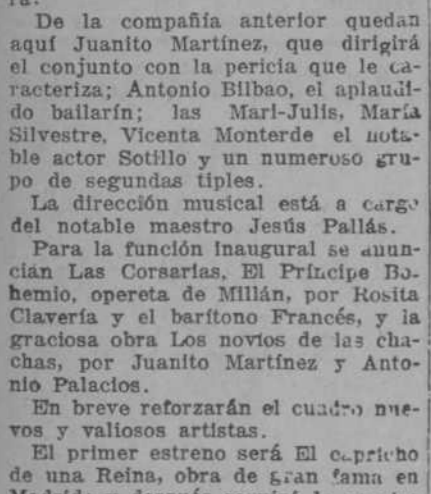 De la compañía anterior quedan
aquí Juanito Martínez, que dirigirá
el conjunto con la pericia que le ca-
racteriza; Antonio Bilbao, el aplaudi-
do bailarín; las Mari-Julis, María
Silvestre, Vicenta Monterde el nota-
ble actor Sotillo y un numeroso gru-
po de segundas tiples.
La dirección musical está a cargo
del notable maestro Jesús Pallás.
Para la función inaugural se anun-
cian Las Corsarias, El Príncipe Bo-
hemio, opereta de Millán, por Rosita
Clavería y el barítono Francés, y la
graciosa obra Los novios de las cha-
chas, por Juanito Martínez y Anto-
nio Palacios.
En breve reforzarán el cuadro nue-
vos y valiosos artistas.
El primer estreno será El capricho
de una Reina, obra de gran fama en